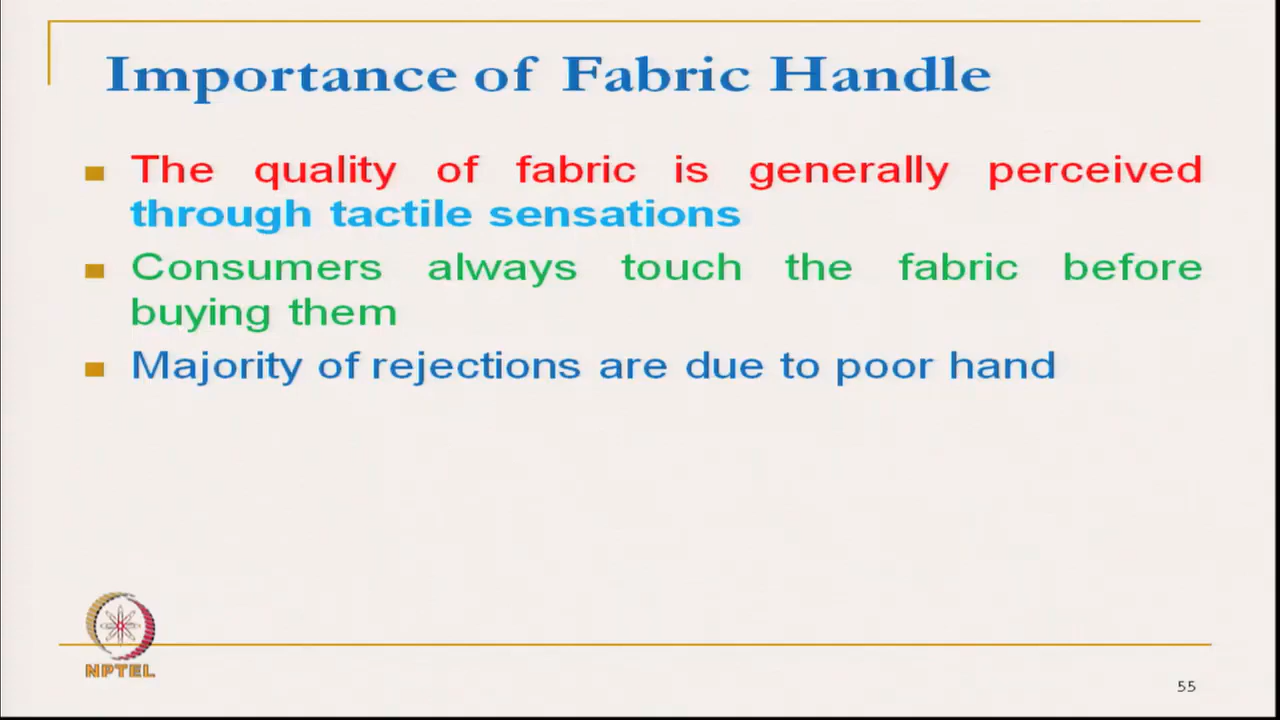 Importance of Fabric Handle
The quality of fabric is generally perceived
through tactile sensations
Consumers always touch the fabric before
buying them
Majority of rejections are due to poor hand
NPTEL
55